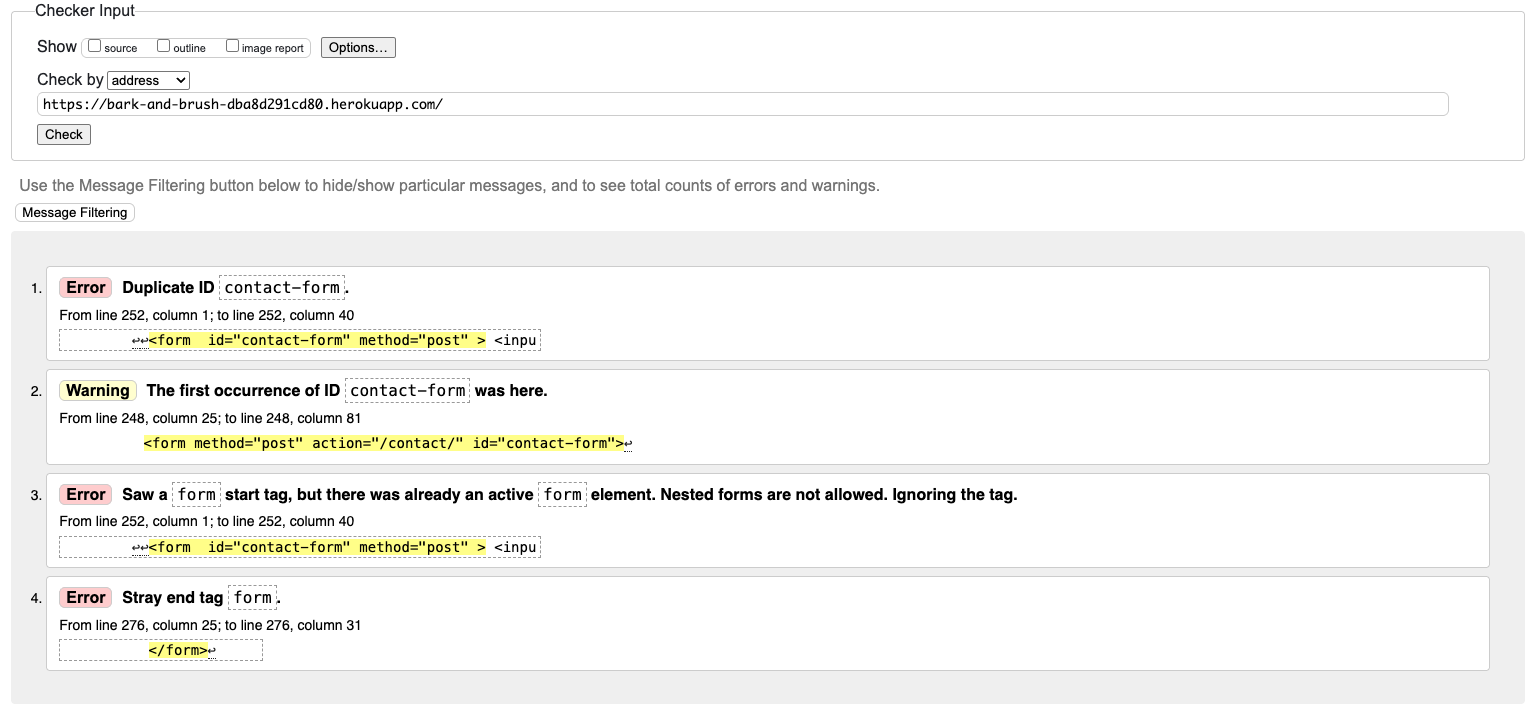 Checker Input
Show source outline image report Options...
Check by address
https://bark-and-brush-dba8d291cd80.herokuapp.com/
Check
Use the Message Filtering button below to hide/show particular messages, and to see total counts of errors and warnings.
Message Filtering
1. Error Duplicate ID contact-form.
From line 252, column 1; to line 252, column 40
↩↩<form  id="contact-form" method="post" > <inpu
2. Warning The first occurrence of ID contact-form was here.
From line 248, column 25; to line 248, column 81
<form method="post" action="/contact/" id="contact-form">↩
3. Error Saw a form start tag, but there was already an active form element. Nested forms are not allowed. Ignoring the tag.
From line 252, column 1; to line 252, column 40
↩↩<form  id="contact-form" method="post" > <inpu
4. Error Stray end tag form.
From line 276, column 25; to line 276, column 31
</form>↩